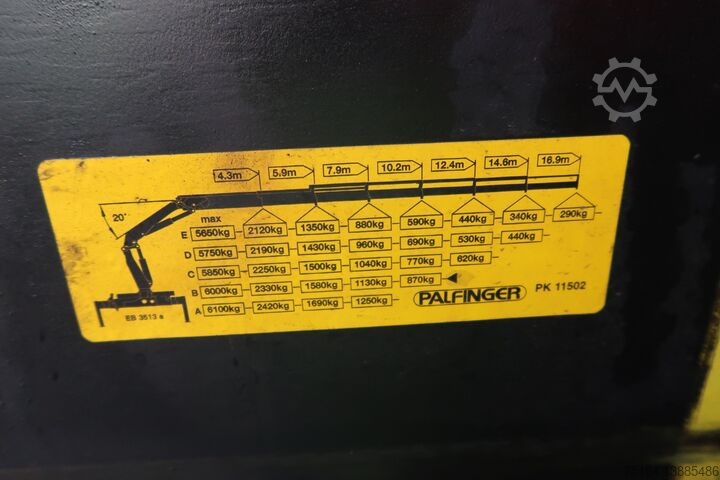 4.3m 5.9m 7.9m 10.2m 12.4m 14.6m 16.9m
20°
max
E 5650kg 2120kg 1350kg 880kg 590kg 440kg 340kg 290kg
D 5750kg 2190kg 1430kg 960kg 690kg 530kg 440kg
C 5850kg 2250kg 1500kg 1040kg 770kg 620kg
B 6000kg 2330kg 1580kg 1130kg 870kg
A 6100kg 2420kg 1690kg 1250kg
EB 3513 a
PALFINGER PK 11502